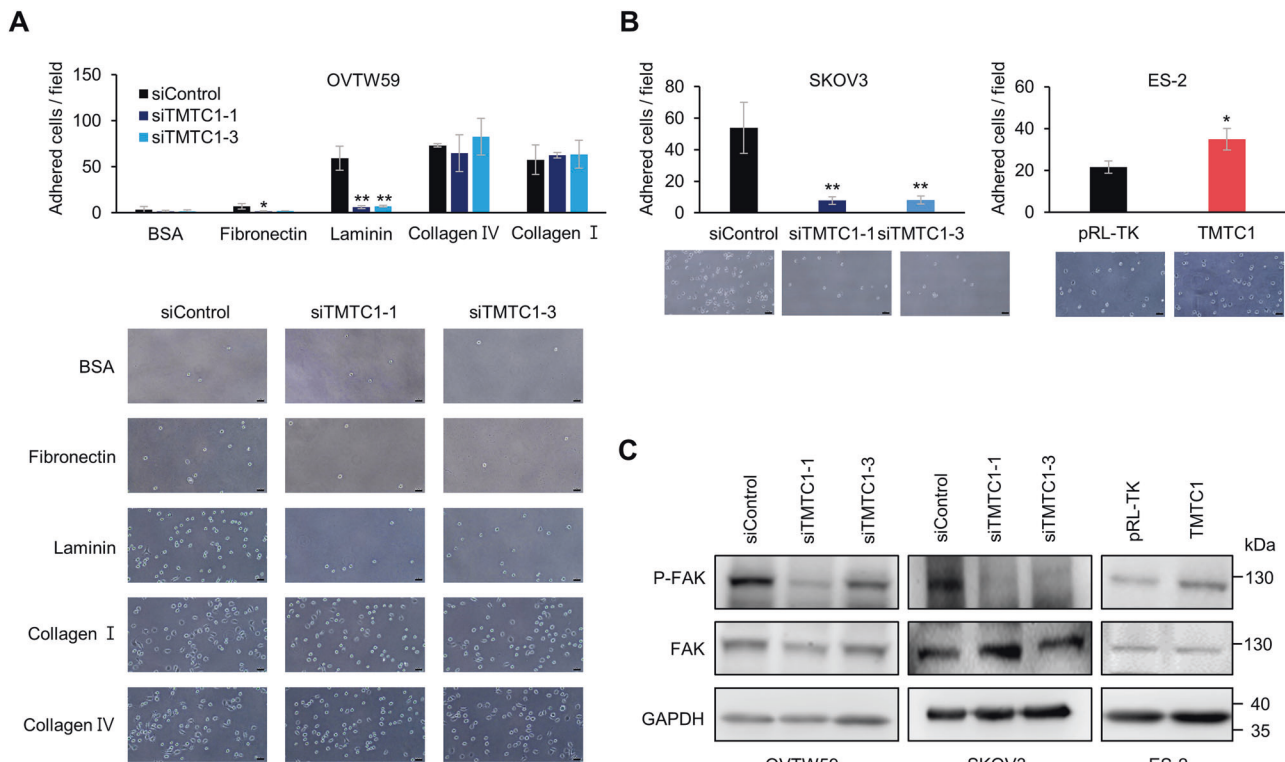 A
OVTW59
Adhered cells / field
150
100
50
0
siControl
siTMTC1-1
siTMTC1-3
*
** **
BSA Fibronectin Laminin Collagen IV Collagen I
siControl siTMTC1-1 siTMTC1-3
BSA
Fibronectin
Laminin
Collagen I
Collagen IV
B
SKOV3
Adhered cells / field
80
60
40
20
0
** **
siControl siTMTC1-1 siTMTC1-3
ES-2
Adhered cells / field
60
40
20
0
*
pRL-TK TMTC1
C
siControl siTMTC1-1 siTMTC1-3 siControl siTMTC1-1 siTMTC1-3 pRL-TK TMTC1
kDa
P-FAK 130
FAK 130
GAPDH 40
35
OVTW59 SKOV3 ES-2